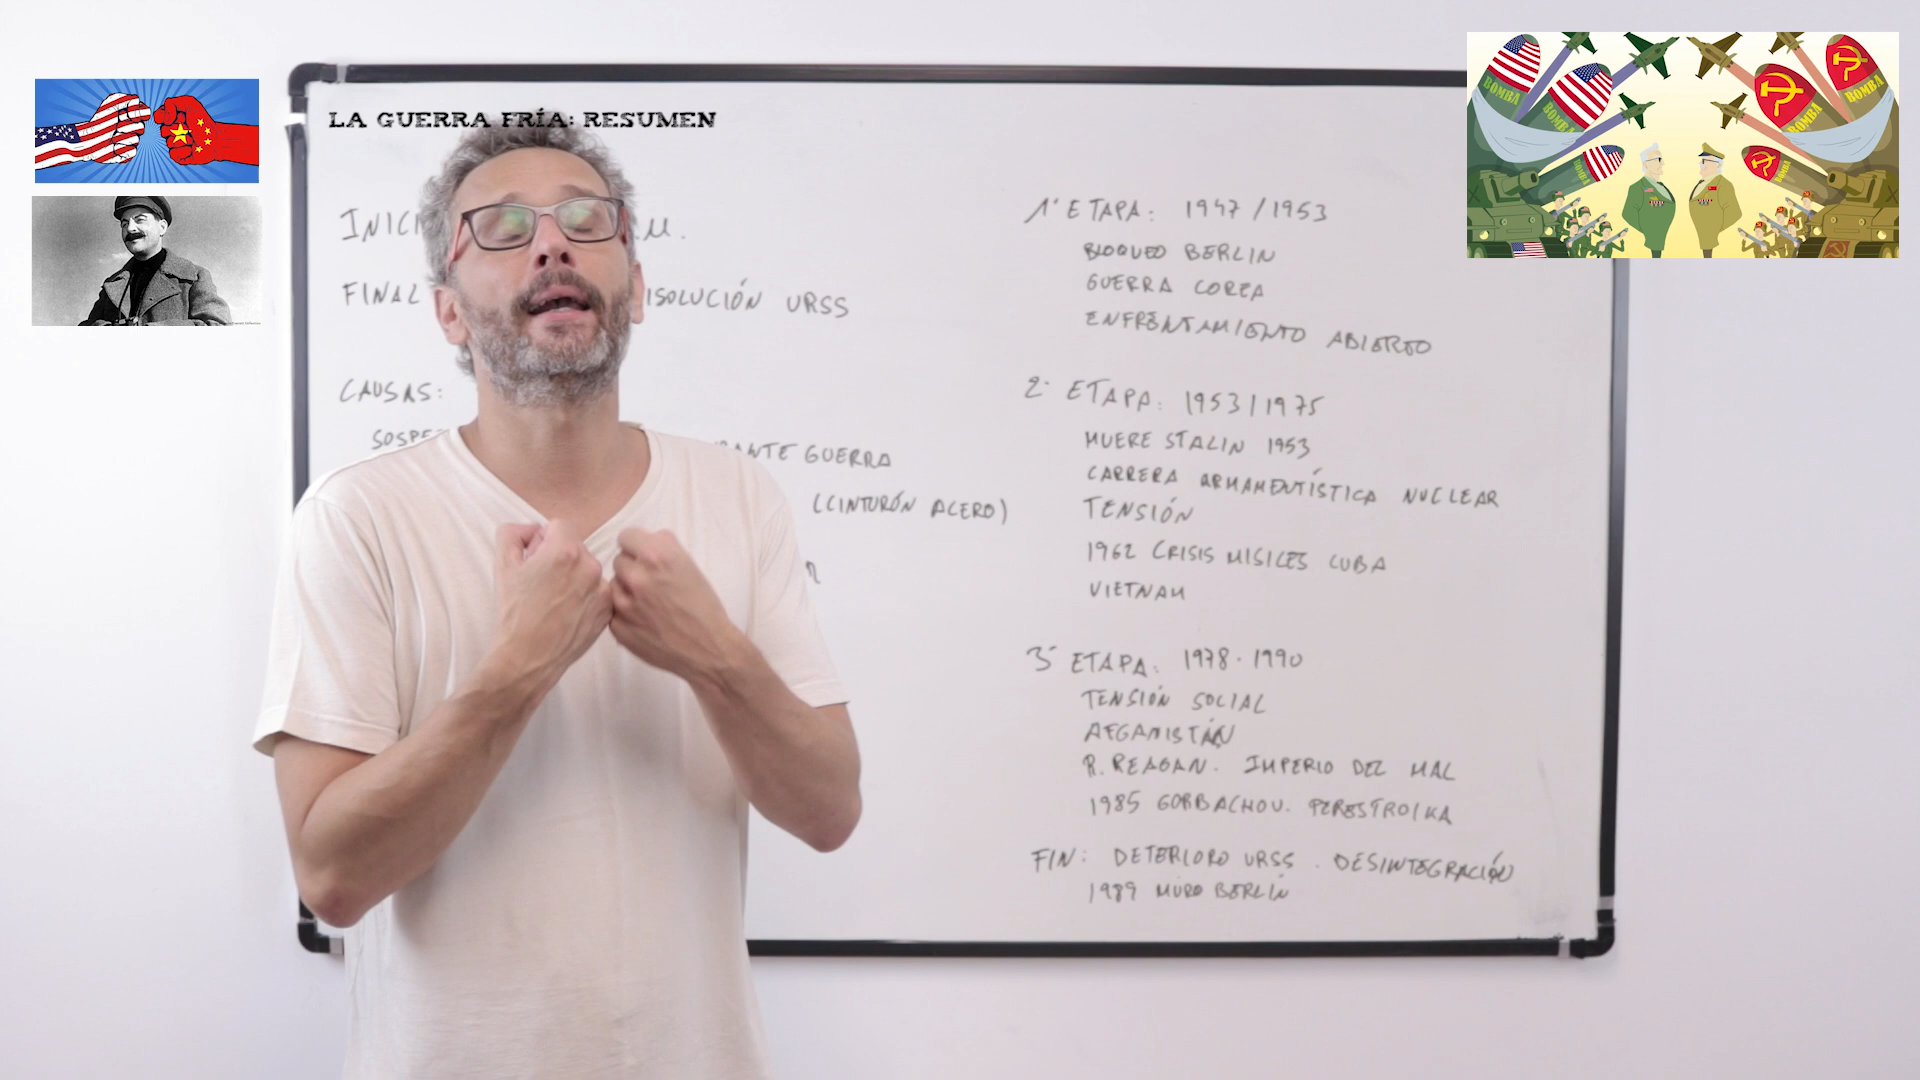 LA GUERRA FRÍA: RESUMEN
INICI
M.
FINAL
ISOLUCIÓN URSS
CAUSAS:
SOSPE
ANTE GUERRA
(CINTURÓN ACERO)
1ª ETAPA: 1947/1953
BLOQUEO BERLIN
GUERRA COREA
ENFRENTAMIENTO ABIERTO
2ª ETAPA: 1953/1975
MUERE STALIN 1953
CARRERA ARMAMENTÍSTICA NUCLEAR
TENSIÓN
1962 CRISIS MISILES CUBA
VIETNAM
3ª ETAPA: 1978-1990
TENSIÓN SOCIAL
AFGANISTÁN
R. REAGAN. IMPERIO DEL MAL
1985 GORBACHOV. PERESTROIKA
FIN: DETERIORO URSS. DESINTEGRACIÓN
1989 MURO BERLÍN
BOMBA
BOMBA
BOMBA
BOMBA
BOMBA
BOMBA